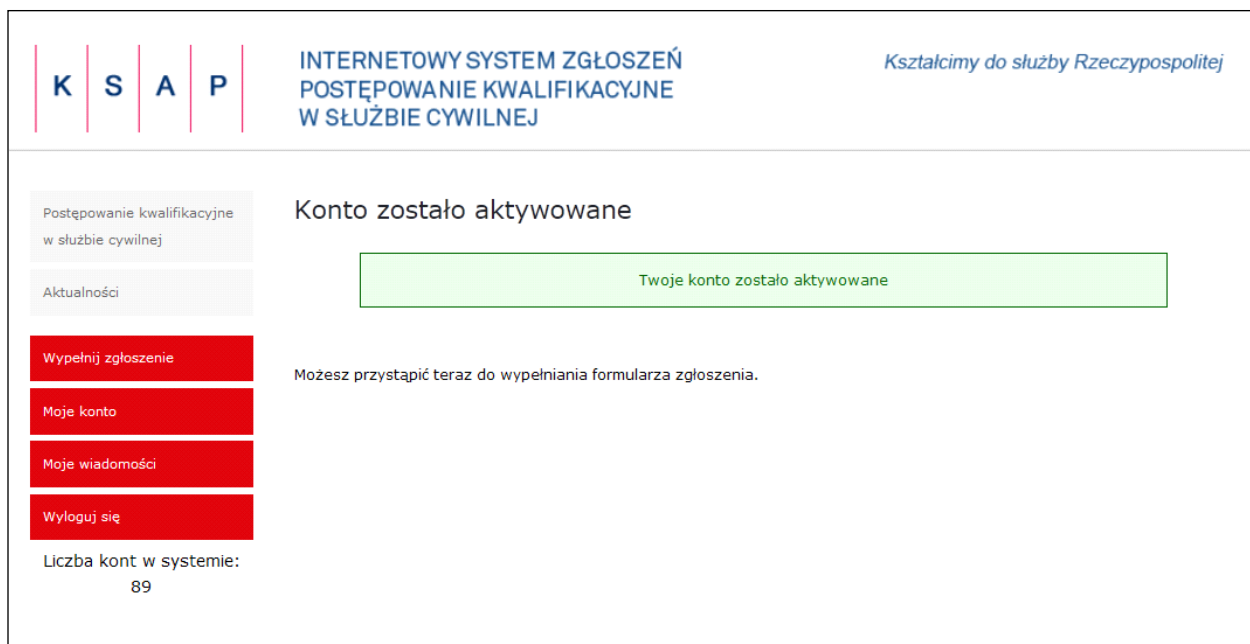 K S A P
INTERNETOWY SYSTEM ZGŁOSZEŃ
POSTĘPOWANIE KWALIFIKACYJNE
W SŁUŻBIE CYWILNEJ
Kształcimy do służby Rzeczypospolitej
Postępowanie kwalifikacyjne
w służbie cywilnej
Aktualności
Wypełnij zgłoszenie
Moje konto
Moje wiadomości
Wyloguj się
Liczba kont w systemie:
89
Konto zostało aktywowane
Twoje konto zostało aktywowane
Możesz przystąpić teraz do wypełniania formularza zgłoszenia.